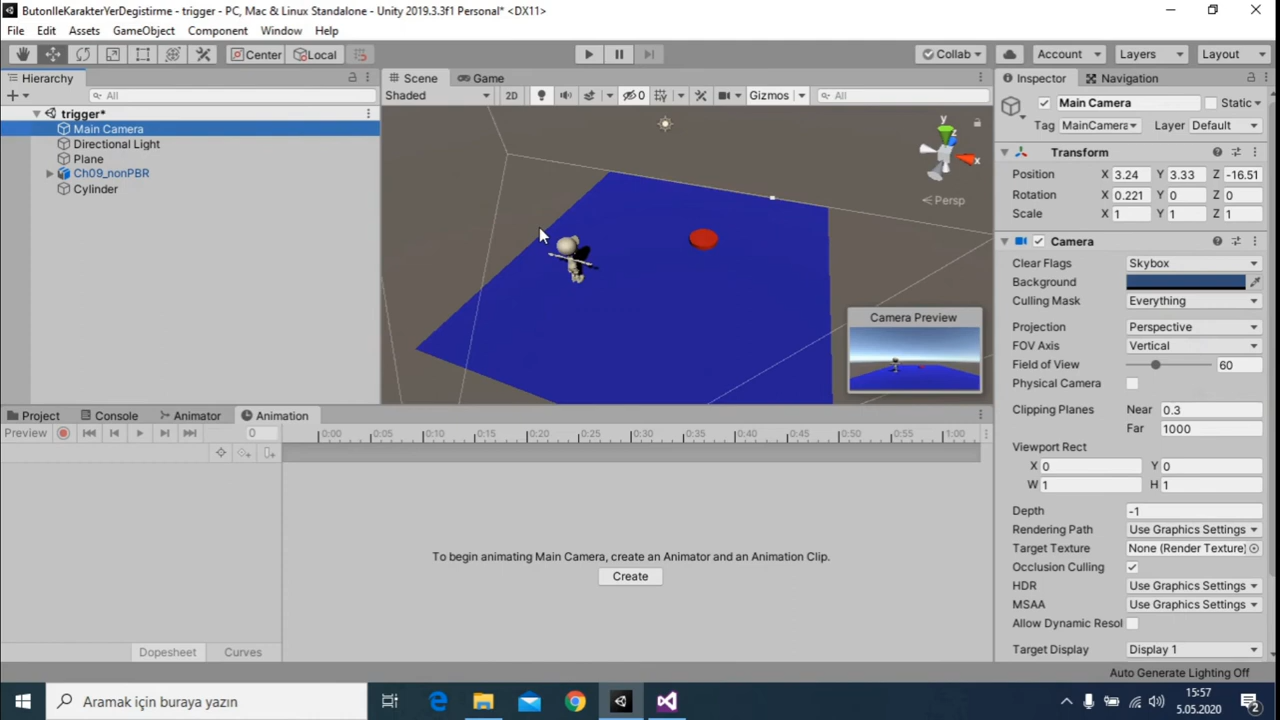 ButonIleKarakterYerDegistirme - trigger - PC, Mac & Linux Standalone - Unity 2019.3.3f1 Personal* <DX11>
File Edit Assets GameObject Component Window Help
Center Local Collab Account Layers Layout
Hierarchy
All
trigger*
Main Camera
Directional Light
Plane
Ch09_nonPBR
Cylinder
Scene Game
Shaded 2D 0 Gizmos All
y
z
x
Persp
Camera Preview
Inspector Navigation
Main Camera Static
Tag MainCamera Layer Default
Transform
Position X 3.24 Y 3.33 Z -16.51
Rotation X 0.221 Y 0 Z 0
Scale X 1 Y 1 Z 1
Camera
Clear Flags Skybox
Background
Culling Mask Everything
Projection Perspective
FOV Axis Vertical
Field of View 60
Physical Camera
Clipping Planes Near 0.3
Far 1000
Viewport Rect
X 0 Y 0
W 1 H 1
Depth -1
Rendering Path Use Graphics Settings
Target Texture None (Render Texture)
Occlusion Culling
HDR Use Graphics Settings
MSAA Use Graphics Settings
Allow Dynamic Resol
Target Display Display 1
Project Console Animator Animation
Preview 0 0:00 0:05 0:10 0:15 0:20 0:25 0:30 0:35 0:40 0:45 0:50 0:55 1:00
To begin animating Main Camera, create an Animator and an Animation Clip.
Create
Dopesheet Curves
Auto Generate Lighting Off
Aramak için buraya yazın
15:57
5.05.2020
2